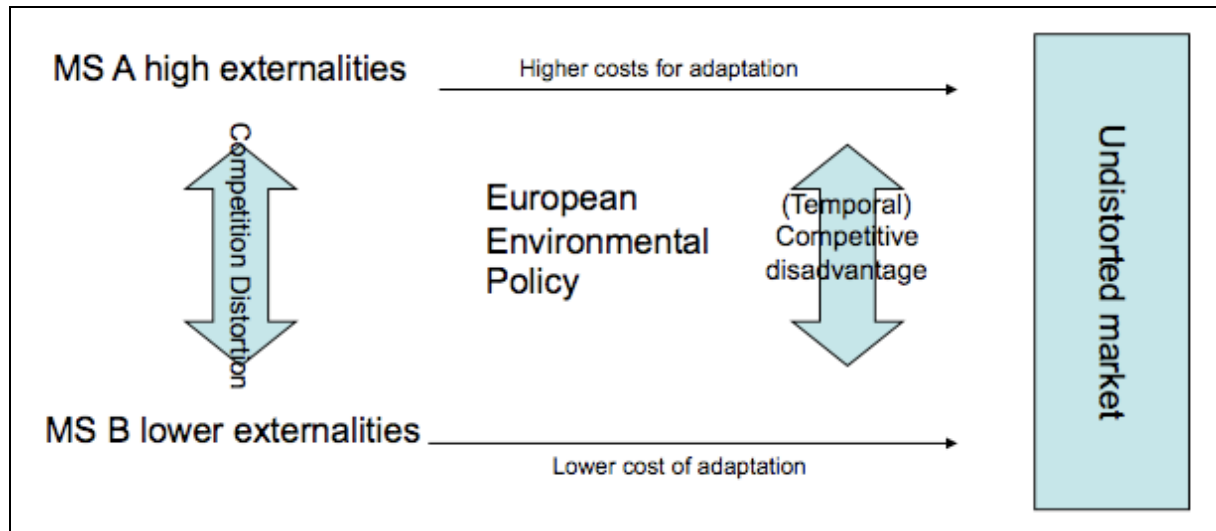 MS A high externalities
Higher costs for adaptation
Competition Distortion
European
Environmental
Policy
(Temporal)
Competitive
disadvantage
Undistorted market
MS B lower externalities
Lower cost of adaptation